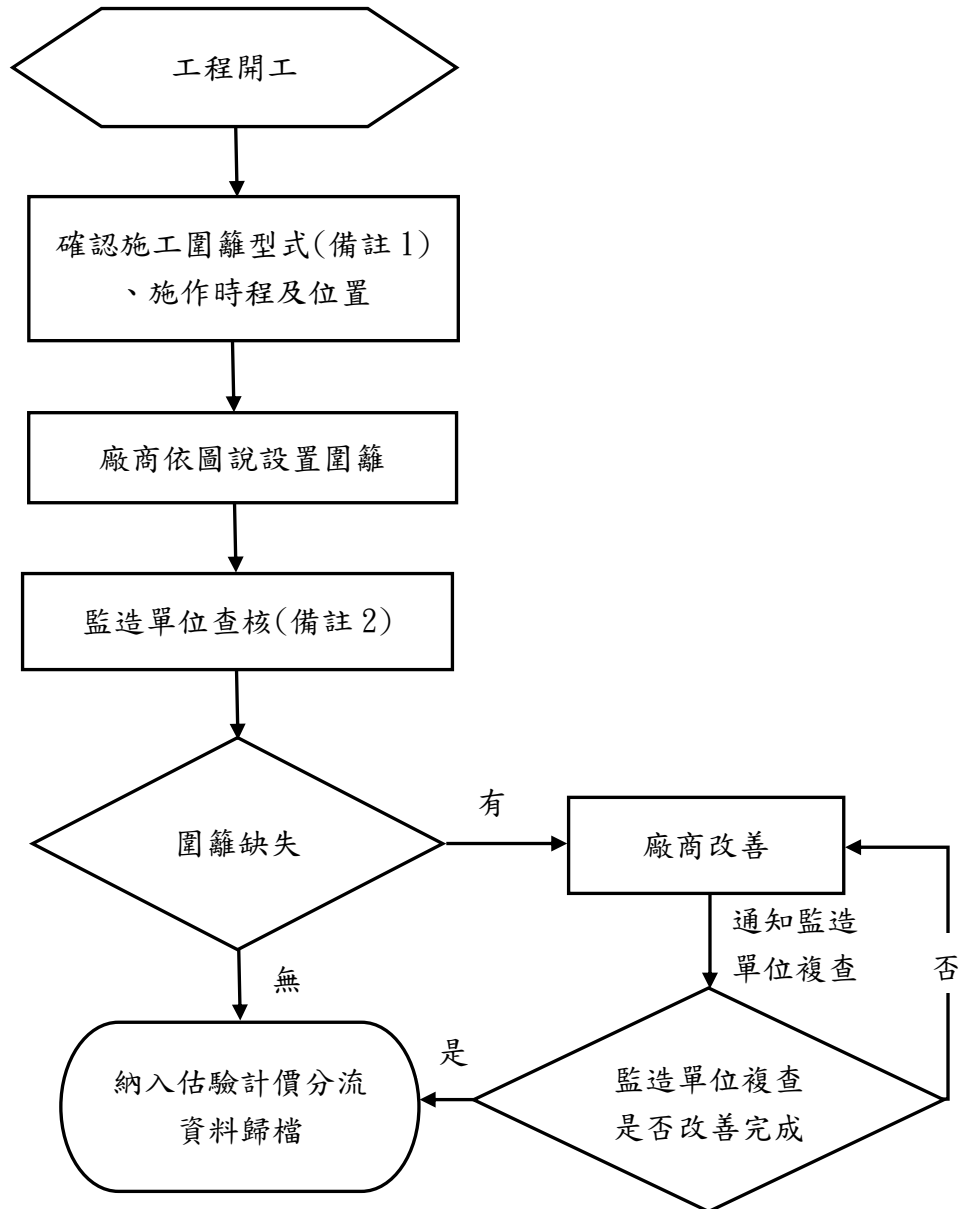 工程開工
確認施工圍籬型式(備註 1)
、施作時程及位置
廠商依圖說設置圍籬
監造單位查核(備註 2)
圍籬缺失
有
廠商改善
通知監造
單位複查
否
無
是
納入估驗計價分流
資料歸檔
監造單位複查
是否改善完成